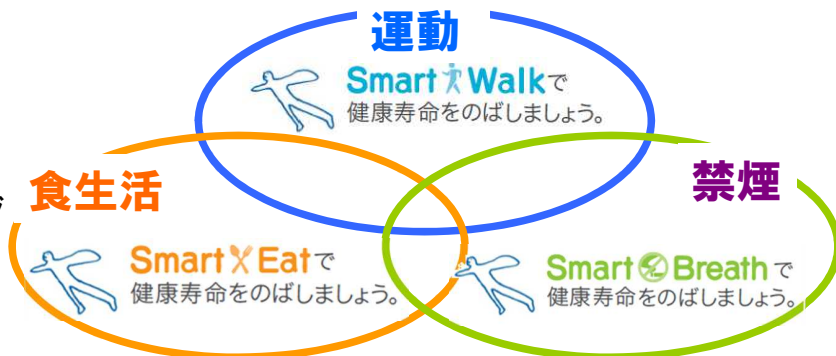 運動
Smart Walkで
健康寿命をのばしましょう。
食生活
禁煙
Smart Eatで
健康寿命をのばしましょう。
Smart Breathで
健康寿命をのばしましょう。